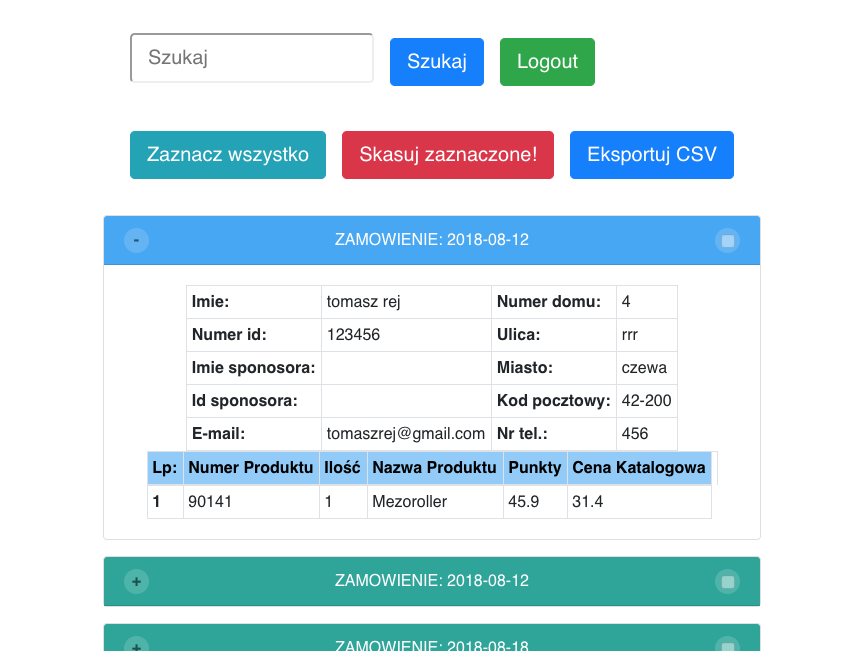 Szukaj Szukaj Logout
Zaznacz wszystko Skasuj zaznaczone! Eksportuj CSV
- ZAMOWIENIE: 2018-08-12
Imie: tomasz rej Numer domu: 4
Numer id: 123456 Ulica: rrr
Imie sponosora: Miasto: czewa
Id sponosora: Kod pocztowy: 42-200
E-mail: tomaszrej@gmail.com Nr tel.: 456
Lp: Numer Produktu Ilość Nazwa Produktu Punkty Cena Katalogowa
1 90141 1 Mezoroller 45.9 31.4
+ ZAMOWIENIE: 2018-08-12
+ ZAMOWIENIE: 2018-08-18